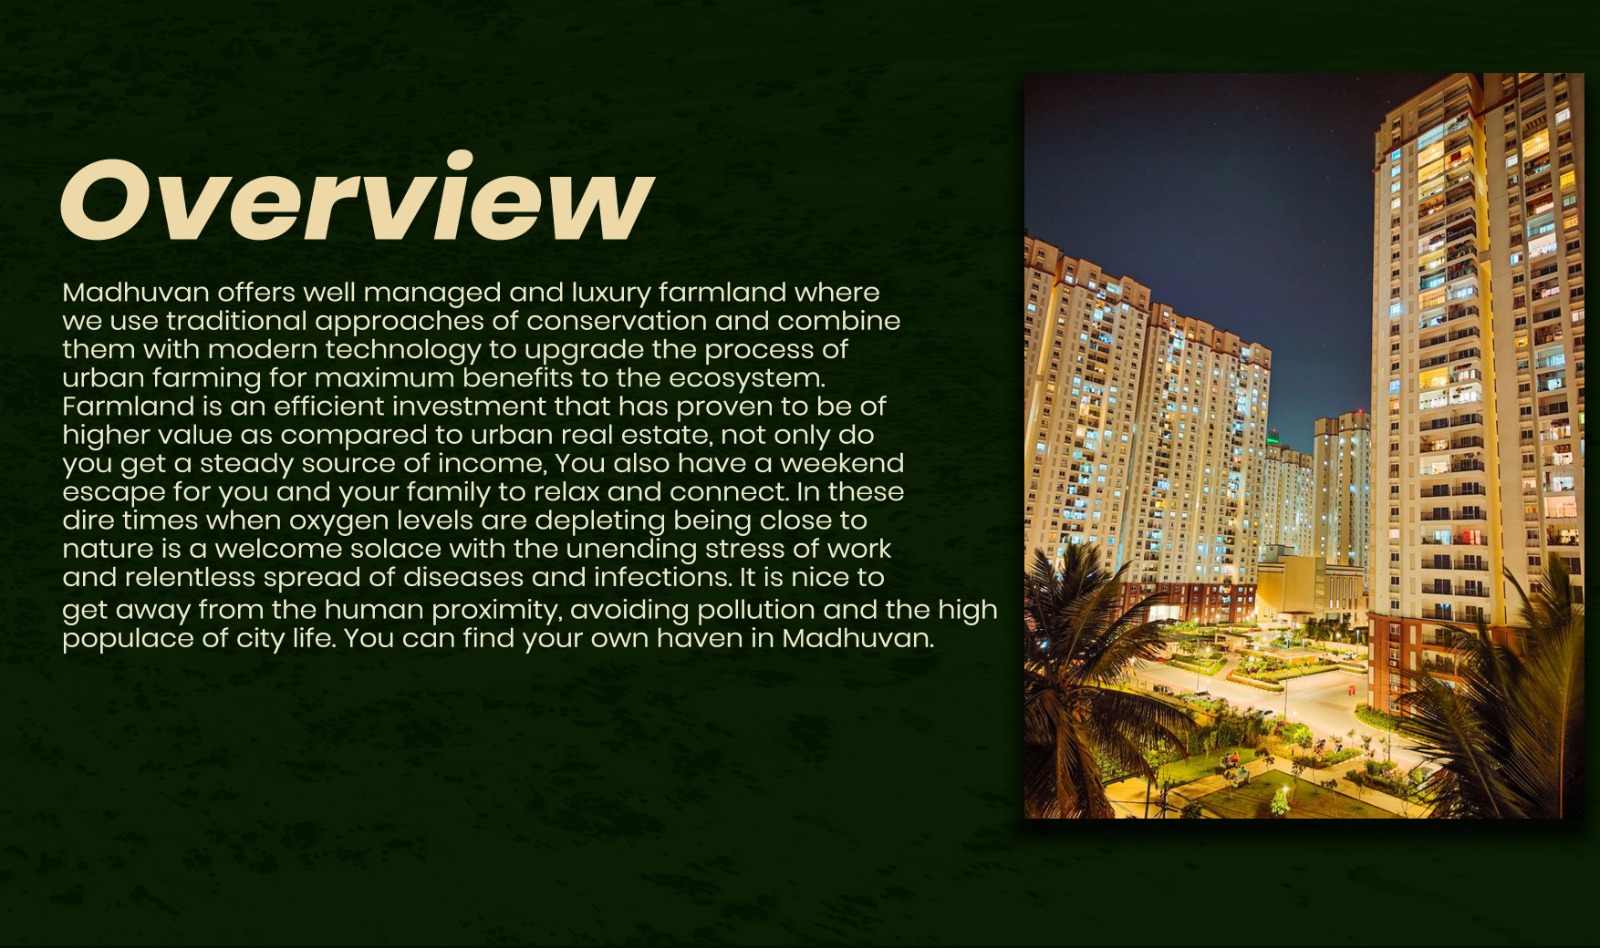 Overview
Madhuvan offers well managed and luxury farmland where
we use traditional approaches of conservation and combine
them with modern technology to upgrade the process of
urban farming for maximum benefits to the ecosystem.
Farmland is an efficient investment that has proven to be of
higher value as compared to urban real estate, not only do
you get a steady source of income, You also have a weekend
escape for you and your family to relax and connect. In these
dire times when oxygen levels are depleting being close to
nature is a welcome solace with the unending stress of work
and relentless spread of diseases and infections. It is nice to
get away from the human proximity, avoiding pollution and the high
populace of city life. You can find your own haven in Madhuvan.